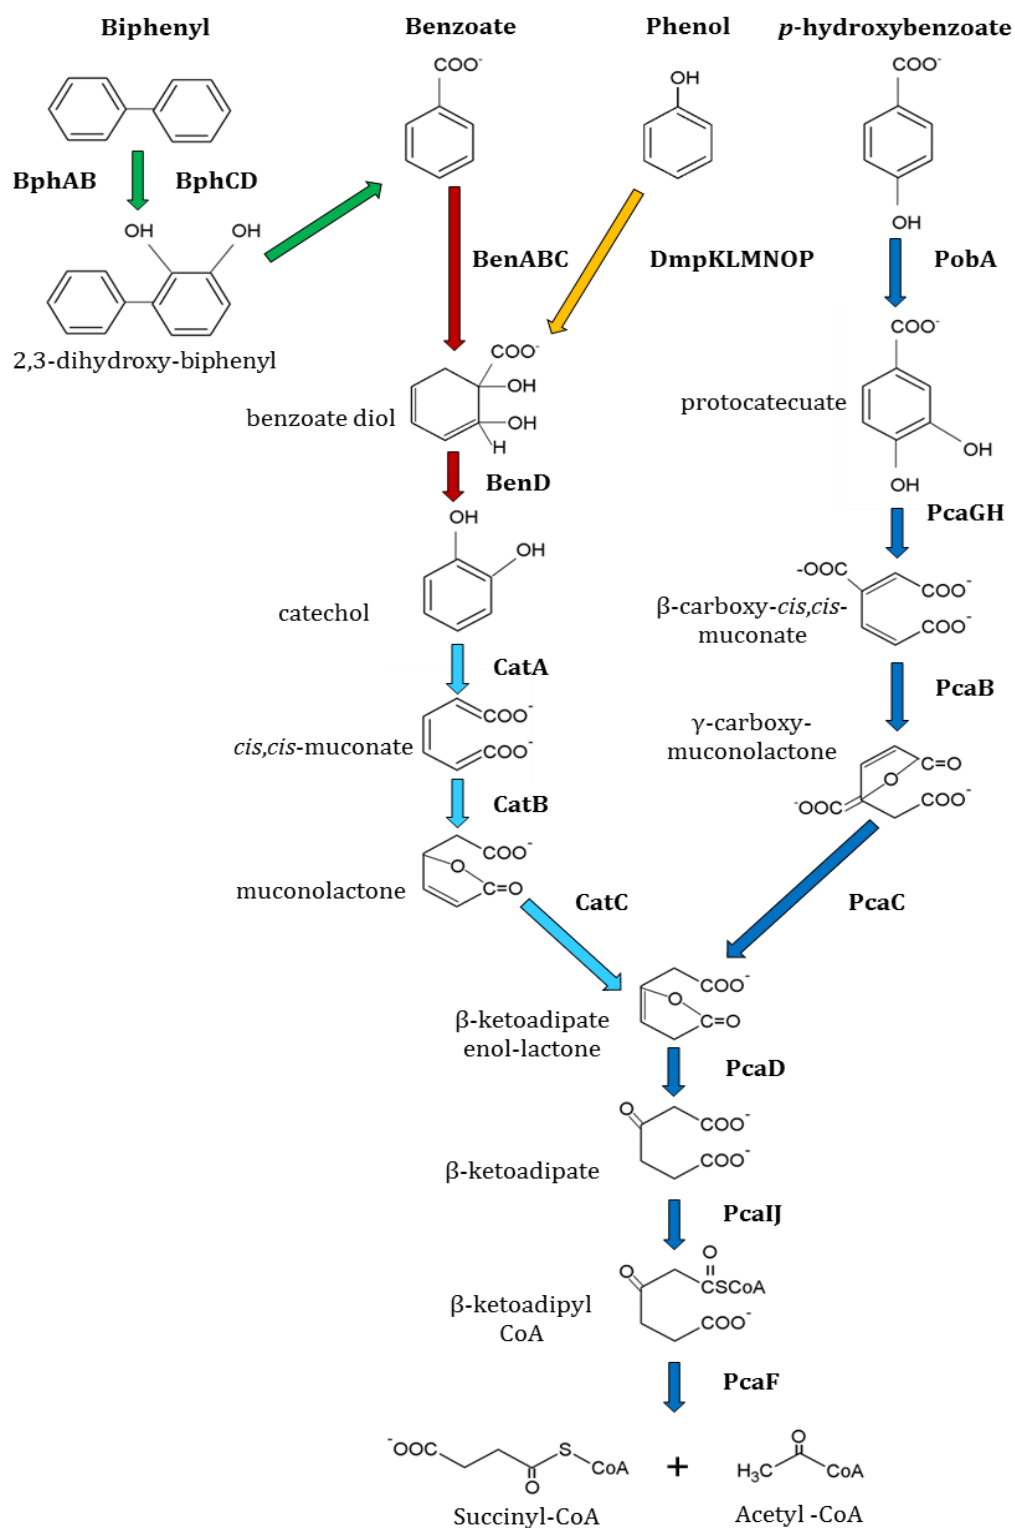 Biphenyl Benzoate Phenol p-hydroxybenzoate
COO-
COO-
OH
BphAB BphCD
OH OH
OH
BenABC DmpKLMNOP PobA
2,3-dihydroxy-biphenyl
COO-
COO-
OH
OH
H
benzoate diol
protocatecuate
OH
OH
BenD
PcaGH
OH
OH
catechol
-OOC
COO-
COO-
β-carboxy-cis,cis-
muconate
CatA
PcaB
cis,cis-muconate
COO-
COO-
γ-carboxy-
muconolactone
C=O
O
-OOC
COO-
CatB
muconolactone
COO-
O
C=O
CatC PcaC
β-ketoadipate
enol-lactone
COO-
O
C=O
PcaD
O
COO-
COO-
β-ketoadipate
PcaIJ
O
O
CSCoA
COO-
β-ketoadipyl
CoA
PcaF
-OOC
S
CoA
O
+
O
H3C
CoA
Succinyl-CoA Acetyl -CoA